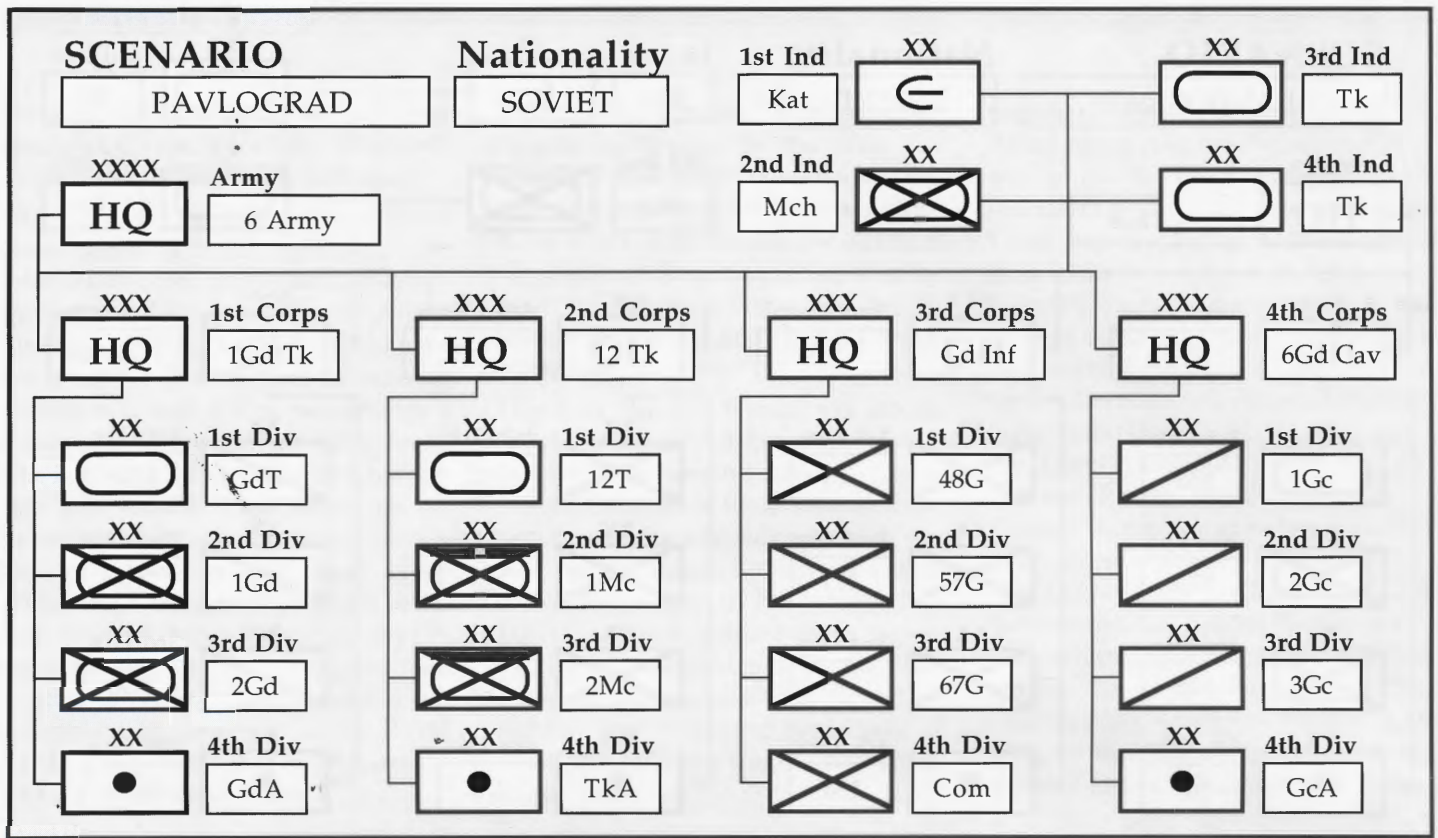 SCENARIO
Nationality
PAVLOGRAD
SOVIET
1st Ind
XX
XX
3rd Ind
Kat
Tk
XXXX
Army
HQ
6 Army
2nd Ind
XX
XX
4th Ind
Mch
Tk
XXX
1st Corps
HQ
1Gd Tk
XXX
2nd Corps
HQ
12 Tk
XXX
3rd Corps
HQ
Gd Inf
XXX
4th Corps
HQ
6Gd Cav
XX
1st Div
GdT
XX
1st Div
12T
XX
1st Div
48G
XX
1st Div
1Gc
XX
2nd Div
1Gd
XX
2nd Div
1Mc
XX
2nd Div
57G
XX
2nd Div
2Gc
XX
3rd Div
2Gd
XX
3rd Div
2Mc
XX
3rd Div
67G
XX
3rd Div
3Gc
XX
4th Div
GdA
XX
4th Div
TkA
XX
4th Div
Com
XX
4th Div
GcA